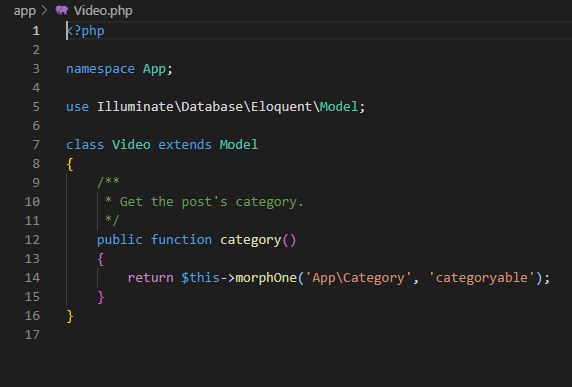 app > Video.php
1 <?php
2
3 namespace App;
4
5 use Illuminate\Database\Eloquent\Model;
6
7 class Video extends Model
8 {
9     /**
10      * Get the post's category.
11      */
12     public function category()
13     {
14         return $this->morphOne('App\Category', 'categoryable');
15     }
16 }
17